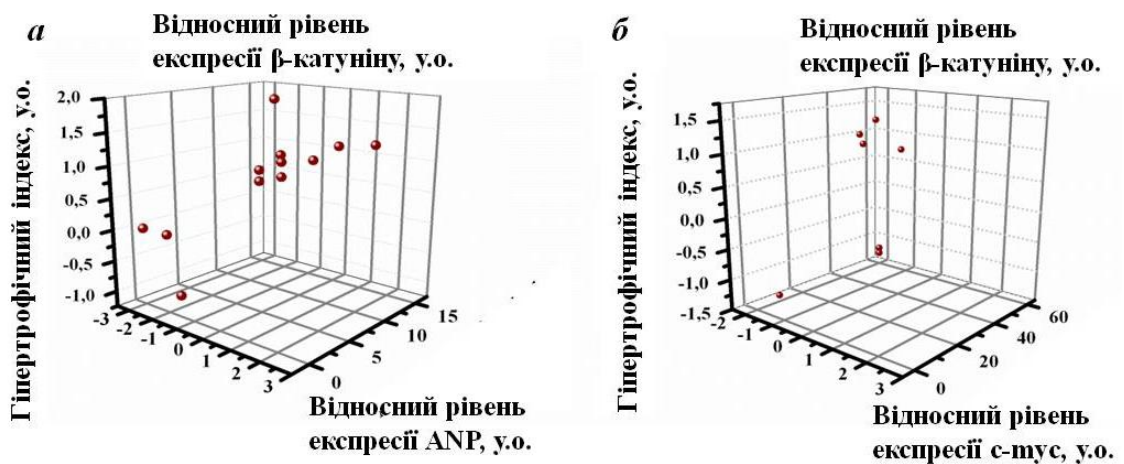 а
Відносний рівень
експресії β-катуніну, у.о.
Гіпертрофічний індекс, у.о.
2,0
1,5
1,0
0,5
0,0
-0,5
-1,0
-3
-2
-1
0
1
2
3
0
5
10
15
Відносний рівень
експресії ANP, у.о.
б
Відносний рівень
експресії β-катуніну, у.о.
Гіпертрофічний індекс, у.о.
1,5
1,0
0,5
0,0
-0,5
-1,0
-1,5
-2
-1
0
1
2
3
0
20
40
60
Відносний рівень
експресії c-myc, у.о.